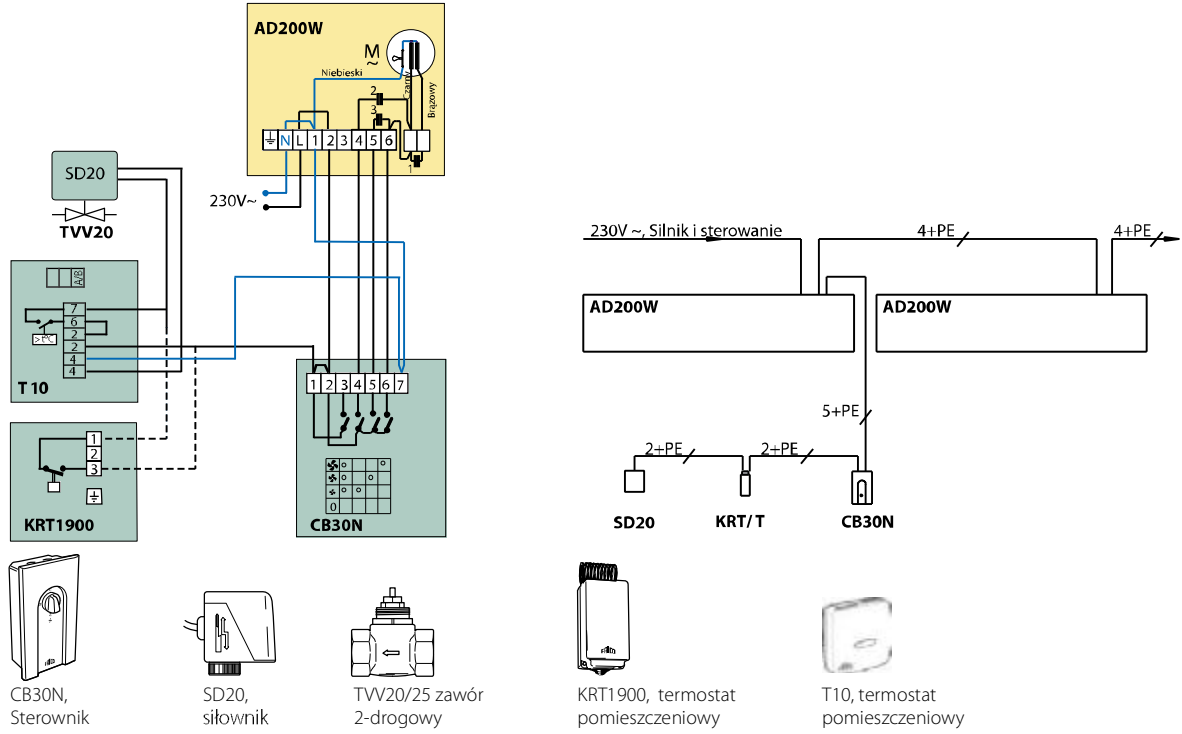 AD200W
M
~
Niebieski
Czarny
Brązowy
2
3
N L 1 2 3 4 5 6
1
SD20
230V~
TVV20
A/B
7
6
2
2
4
4
>t°C
T 10
1
2
3
KRT1900
1 2 3 4 5 6 7
0
CB30N
230V ~, Silnik i sterowanie
4+PE
4+PE
AD200W
AD200W
5+PE
2+PE
2+PE
SD20
KRT/ T
CB30N
CB30N,
Sterownik
SD20,
siłownik
TVV20/25 zawór
2-drogowy
KRT1900, termostat
pomieszczeniowy
T10, termostat
pomieszczeniowy